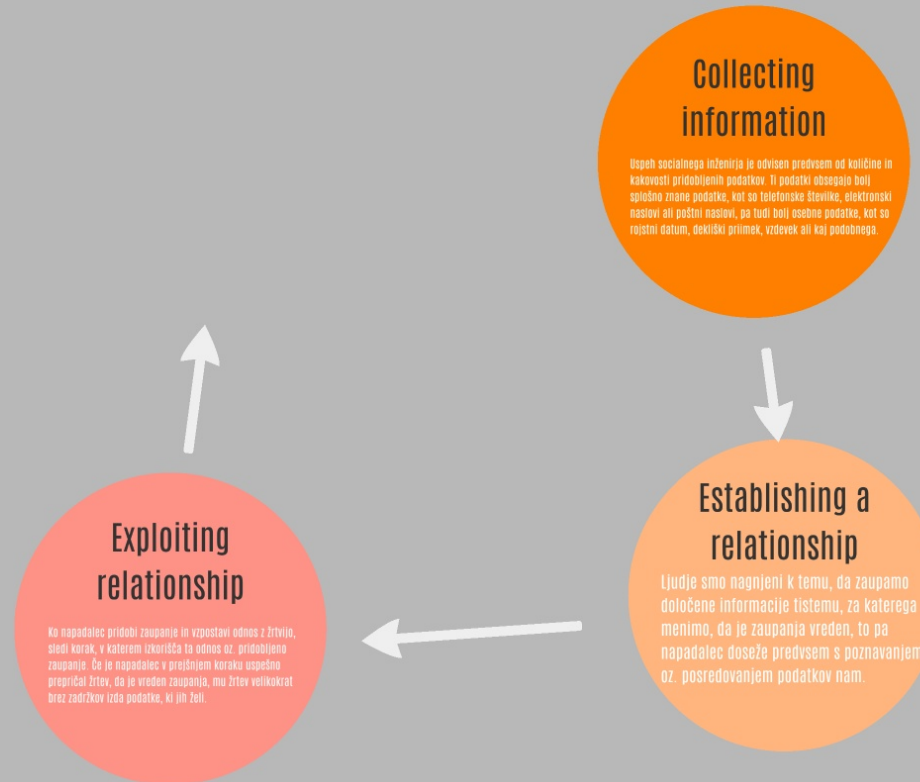 Collecting
information
Uspeh socialnega inženirja je odvisen predvsem od količine in
kakovosti pridobljenih podatkov. Ti podatki obsegajo bolj
splošno znane podatke, kot so telefonske številke, elektronski
naslovi ali poštni naslovi, pa tudi bolj osebne podatke, kot so
rojstni datum, dekliški priimek, vzdevek ali kaj podobnega.
Establishing a
relationship
Ljudje smo nagnjeni k temu, da zaupamo
določene informacije tistemu, za katerega
menimo, da je zaupanja vreden, to pa
napadalec doseže predvsem s poznavanjem
oz. posredovanjem podatkov nam.
Exploiting
relationship
Ko napadalec pridobi zaupanje in vzpostavi odnos z žrtvijo,
sledi korak, v katerem izkorišča ta odnos oz. pridobljeno
zaupanje. Če je napadalec v prejšnjem koraku uspešno
prepričal žrtev, da je vreden zaupanja, mu žrtev velikokrat
brez zadržkov izda podatke, ki jih želi.